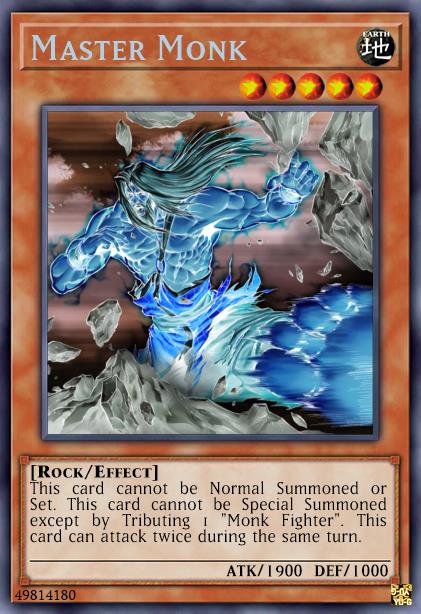 MASTER MONK
EARTH
地
[ROCK/EFFECT]
This card cannot be Normal Summoned or
Set. This card cannot be Special Summoned
except by Tributing 1 "Monk Fighter". This
card can attack twice during the same turn.
ATK/1900 DEF/1000
49814180